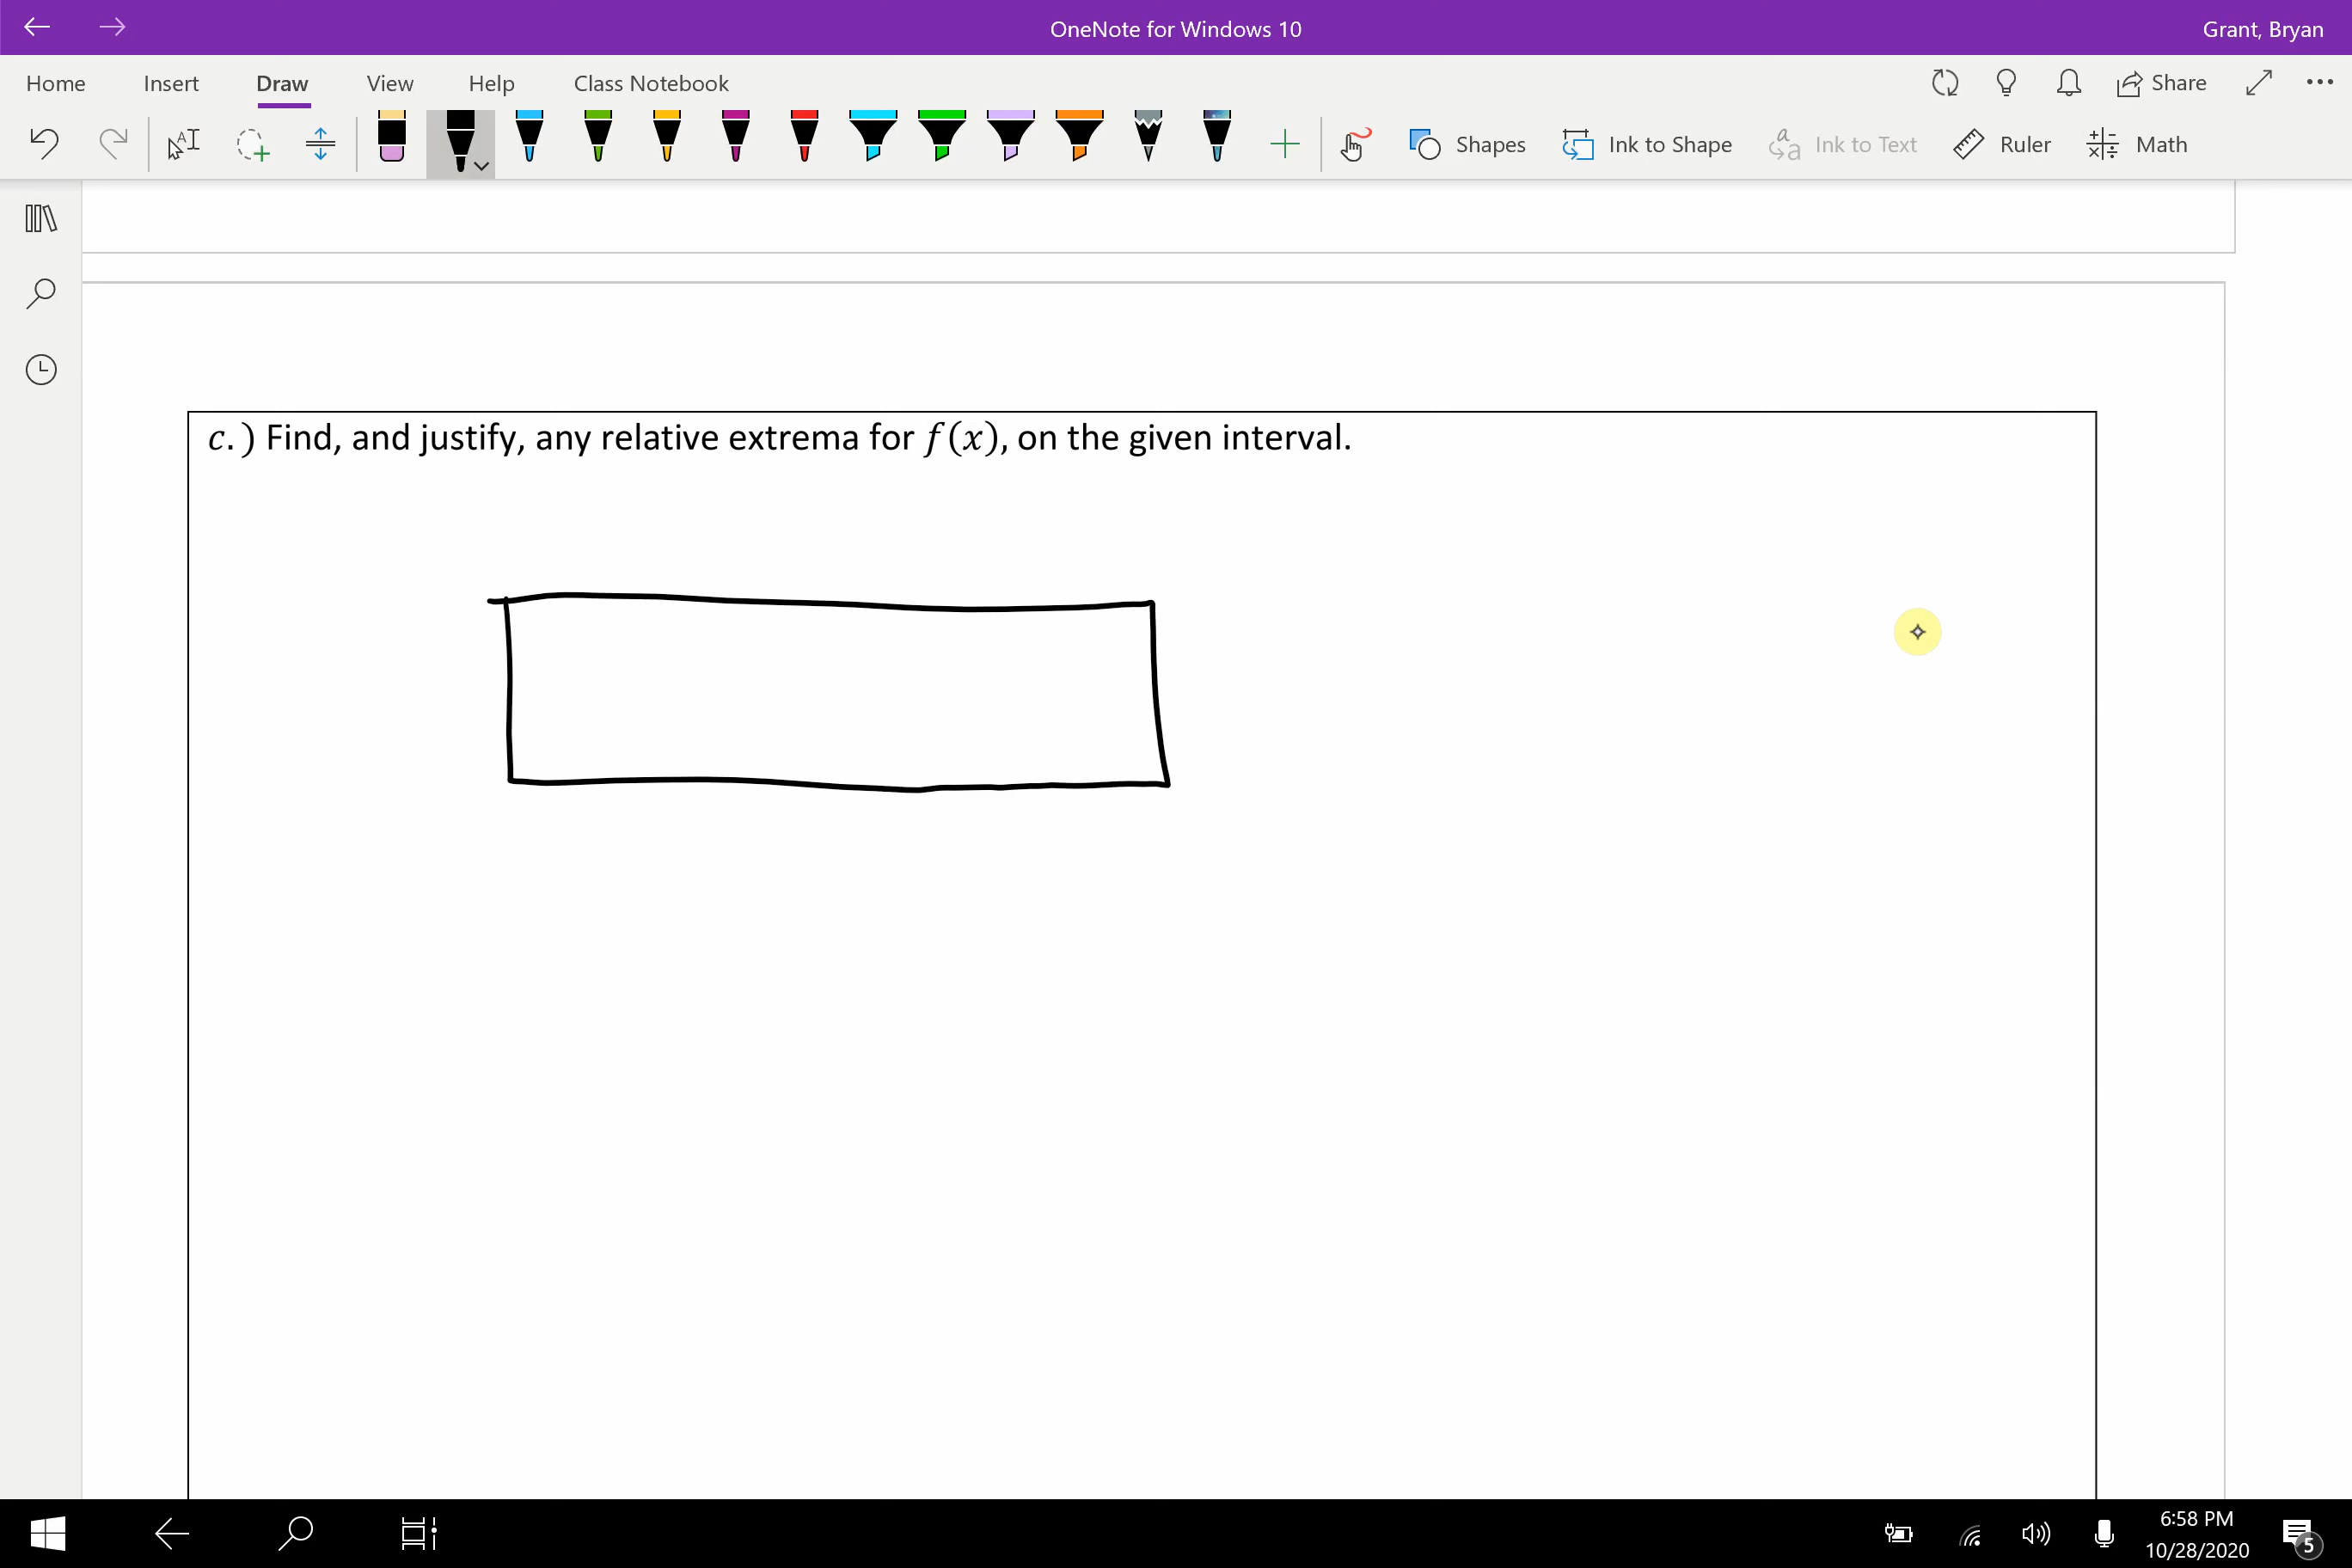 OneNote for Windows 10
Grant, Bryan
Home Insert Draw View Help Class Notebook
Share
Shapes Ink to Shape Ink to Text Ruler Math
c.) Find, and justify, any relative extrema for f(x), on the given interval.
6:58 PM
10/28/2020
5